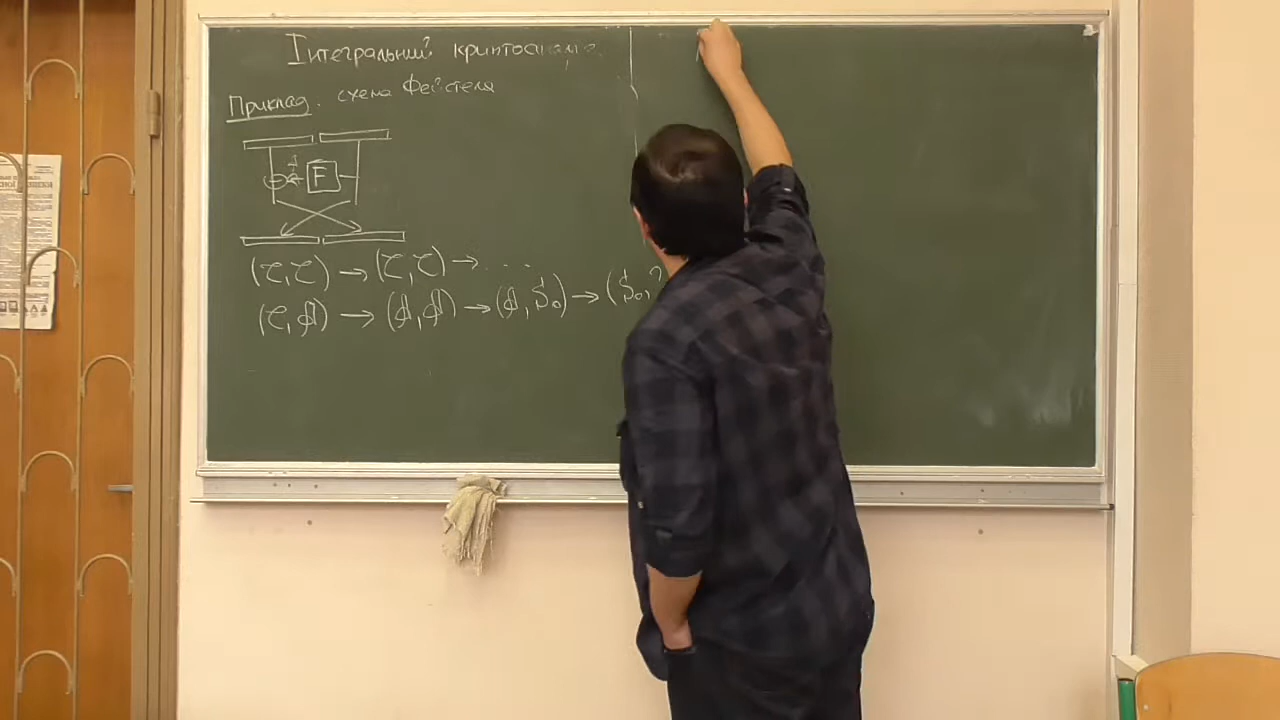 Інтегральний криптоаналіз
Приклад. схема Фейстеля
F
(C, C) → (C, C) → ....
(C, A) → (A, A) → (A, S₀) → (S₀, ?